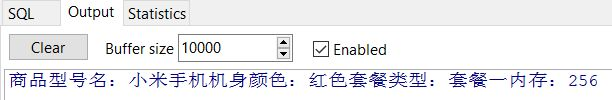 SQL Output Statistics
Clear Buffer size 10000 Enabled
商品型号名：小米手机机身颜色：红色套餐类型：套餐一内存：256